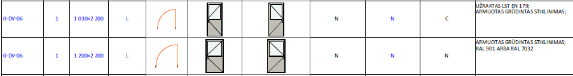 0-DV-06 1 1 030×2 200 L N N C UŽRAKTAS LST EN 179;
ARMUOTAS GRŪDINTAS STIKLINIMAS;
0-DV-06 1 1 200×2 200 L N N N ARMUOTAS GRŪDINTAS STIKLINIMAS;
RAL 901 ARBA RAL 7032